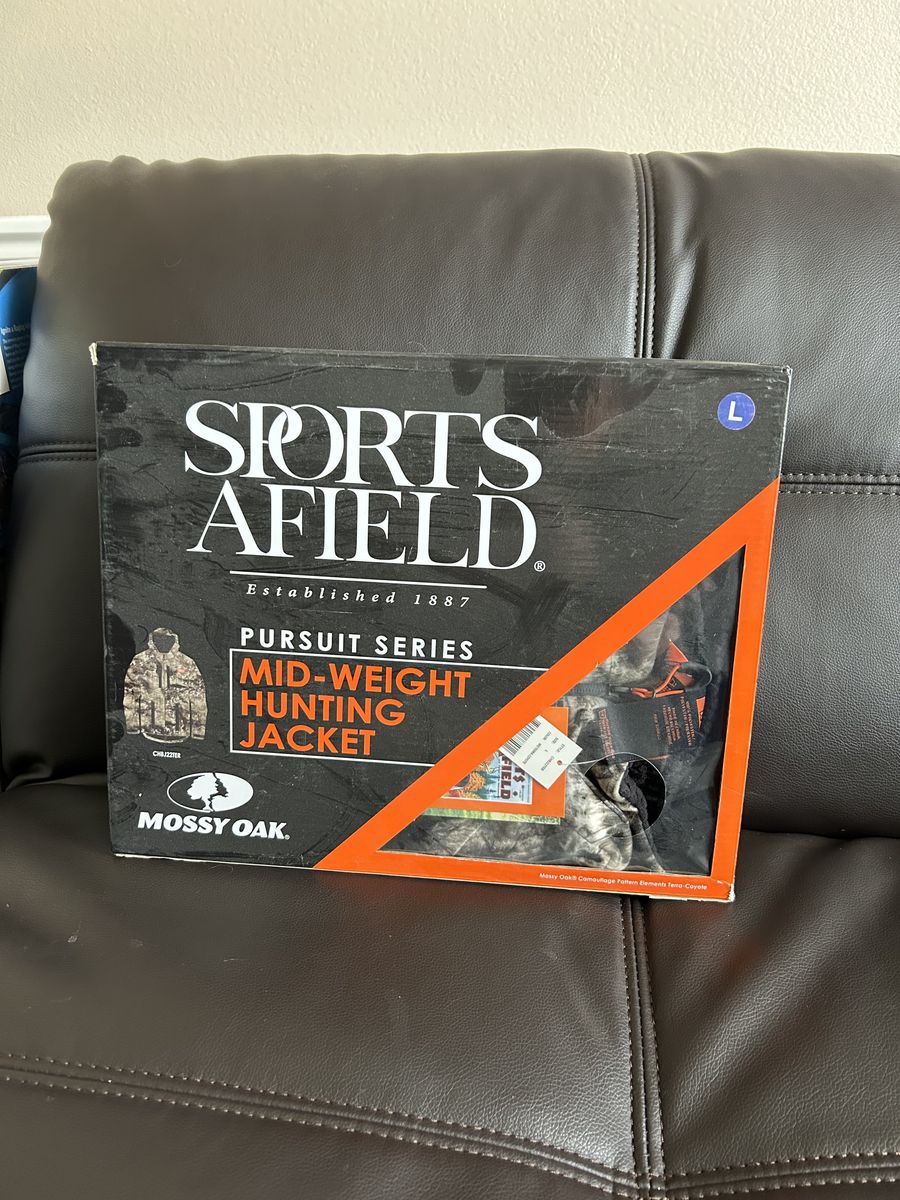 L
SPORTS
AFIELD®
Established 1887
PURSUIT SERIES
MID-WEIGHT
HUNTING
JACKET
CHBJ22TER
MOSSY OAK®
Mossy Oak® Camouflage Pattern Elements Terra-Coyote